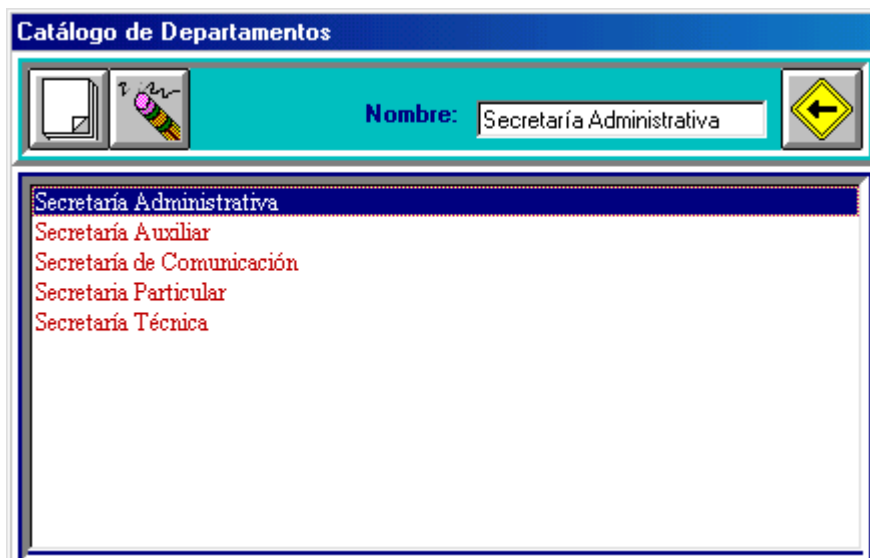 Catálogo de Departamentos
Nombre: Secretaría Administrativa
Secretaría Administrativa
Secretaría Auxiliar
Secretaría de Comunicación
Secretaria Particular
Secretaría Técnica